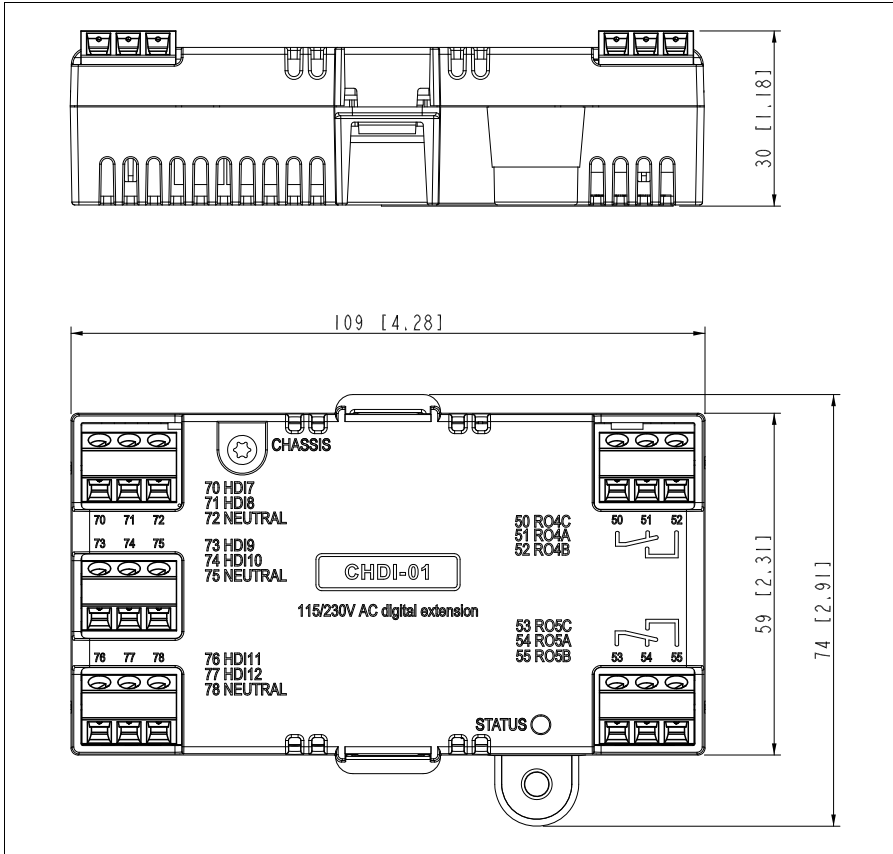 30 [1.18]
109 [4.28]
CHASSIS
70 HDI7
71 HDI8
72 NEUTRAL
70 71 72
73 74 75
73 HDI9
74 HDI10
75 NEUTRAL
50 RO4C
51 RO4A
52 RO4B
50 51 52
CHDI-01
115/230V AC digital extension
59 [2.31]
74 [2.91]
53 RO5C
54 RO5A
55 RO5B
53 54 55
76 77 78
76 HDI11
77 HDI12
78 NEUTRAL
STATUS